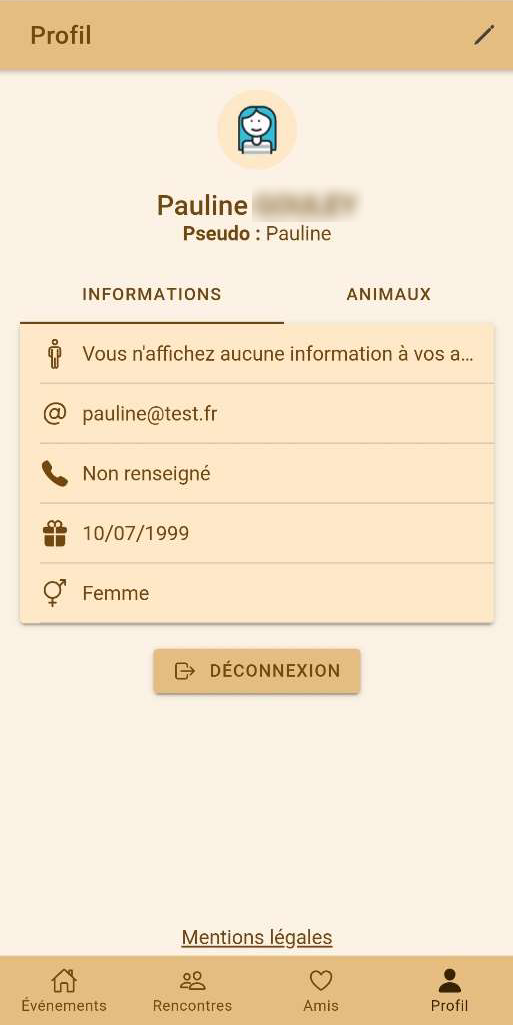 Profil
Pauline
Pseudo : Pauline
INFORMATIONS
ANIMAUX
Vous n'affichez aucune information à vos a...
@ pauline@test.fr
Non renseigné
10/07/1999
Femme
DÉCONNEXION
Mentions légales
Événements
Rencontres
Amis
Profil